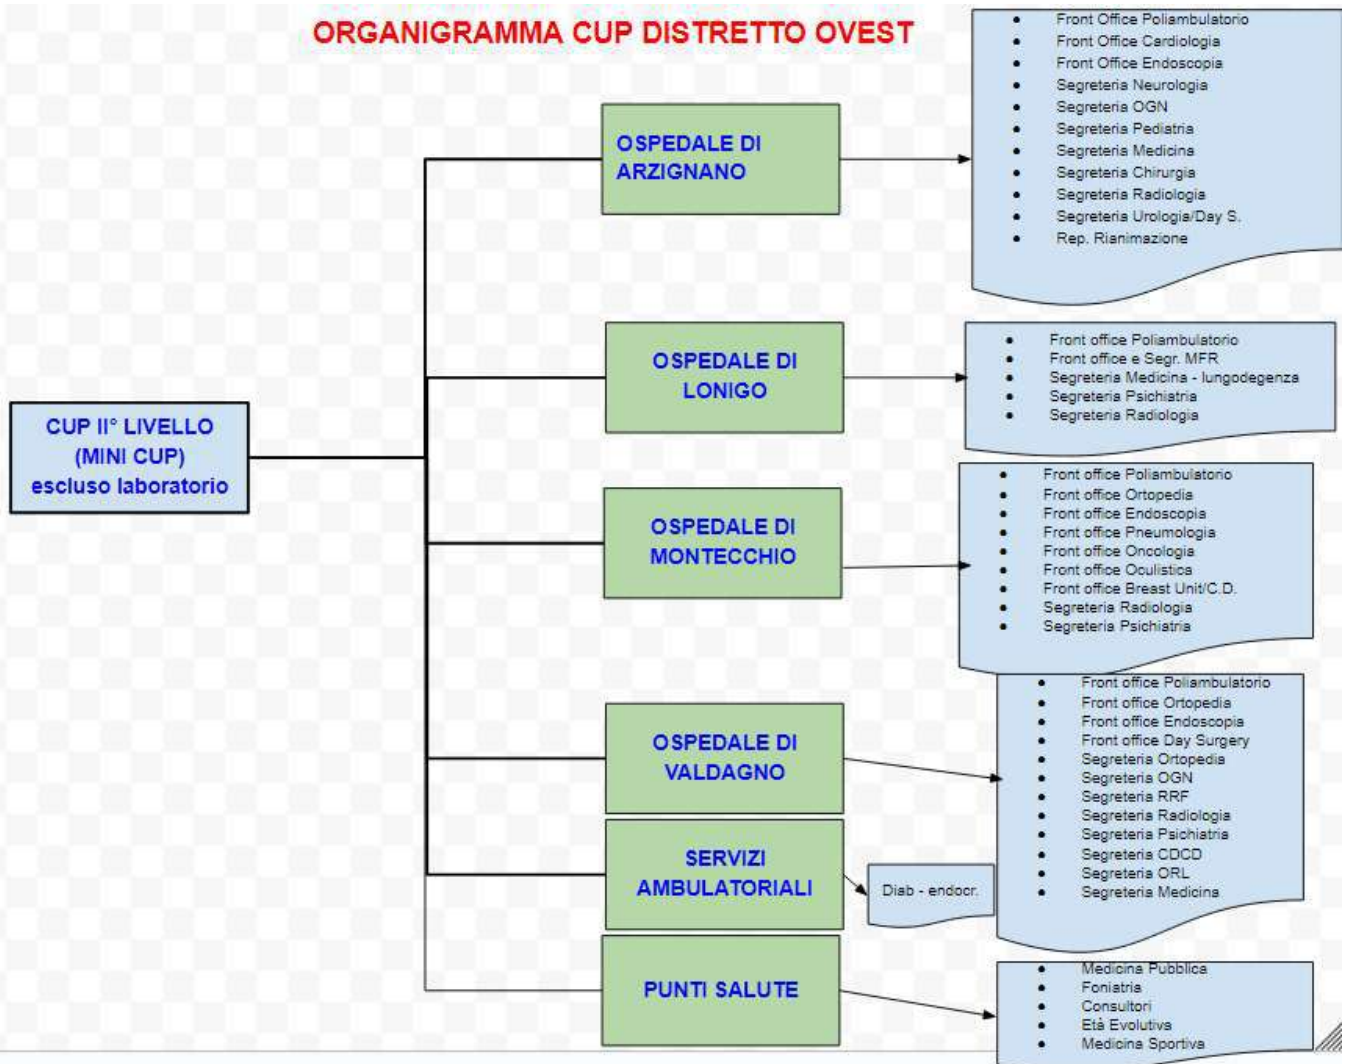 ORGANIGRAMMA CUP DISTRETTO OVEST
CUP II° LIVELLO
(MINI CUP)
escluso laboratorio
OSPEDALE DI
ARZIGNANO
• Front Office Poliambulatorio
• Front Office Cardiologia
• Front Office Endoscopia
• Segreteria Neurologia
• Segreteria OGN
• Segreteria Pediatria
• Segreteria Medicina
• Segreteria Chirurgia
• Segreteria Radiologia
• Segreteria Urologia/Day S.
• Rep. Rianimazione
OSPEDALE DI
LONIGO
• Front office Poliambulatorio
• Front office e Segr. MFR
• Segreteria Medicina - lungodegenza
• Segreteria Psichiatria
• Segreteria Radiologia
OSPEDALE DI
MONTECCHIO
• Front office Poliambulatorio
• Front office Ortopedia
• Front office Endoscopia
• Front office Pneumologia
• Front office Oncologia
• Front office Oculistica
• Front office Breast Unit/C.D.
• Segreteria Radiologia
• Segreteria Psichiatria
OSPEDALE DI
VALDAGNO
• Front office Poliambulatorio
• Front office Ortopedia
• Front office Endoscopia
• Front office Day Surgery
• Segreteria Ortopedia
• Segreteria OGN
• Segreteria RRF
• Segreteria Radiologia
• Segreteria Psichiatria
• Segreteria CDCD
• Segreteria ORL
• Segreteria Medicina
SERVIZI
AMBULATORIALI
Diab - endocr.
PUNTI SALUTE
• Medicina Pubblica
• Foniatria
• Consultori
• Età Evolutiva
• Medicina Sportiva